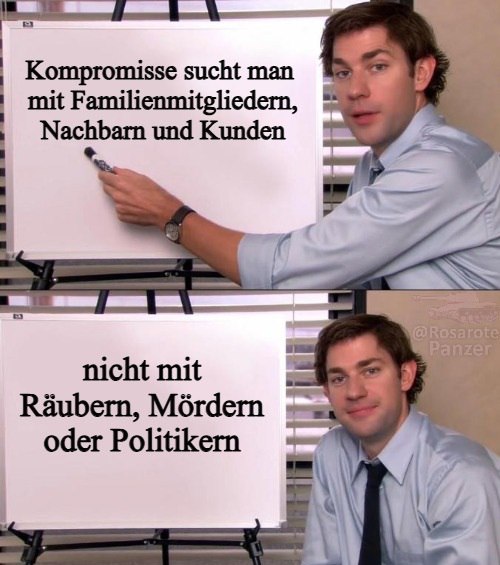 Kompromisse sucht man
mit Familienmitgliedern,
Nachbarn und Kunden
@Rosarote
Panzer
nicht mit
Räubern, Mördern
oder Politikern